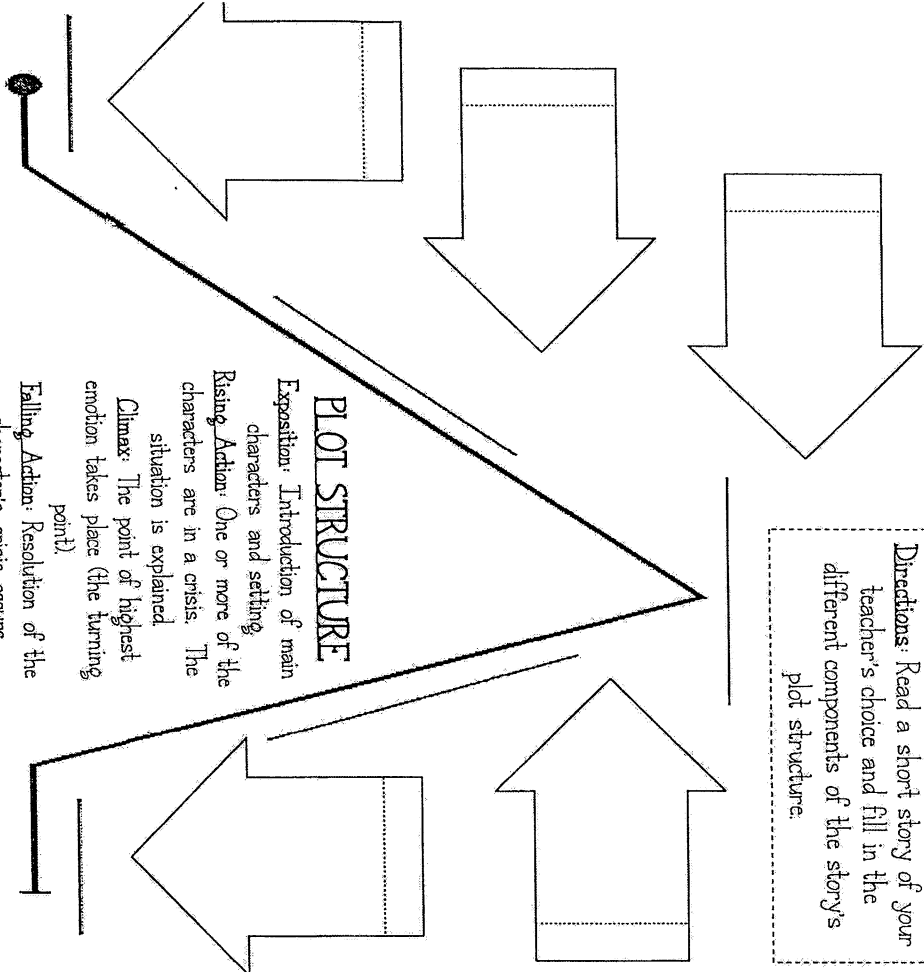 Directions: Read a short story of your
teacher's choice and fill in the
different components of the story's
plot structure.
PLOT STRUCTURE
Exposition: Introduction of main
characters and setting.
Rising Action: One or more of the
characters are in a crisis. The
situation is explained.
Climax: The point of highest
emotion takes place (the turning
point).
Falling Action: Resolution of the
character's crisis occurs